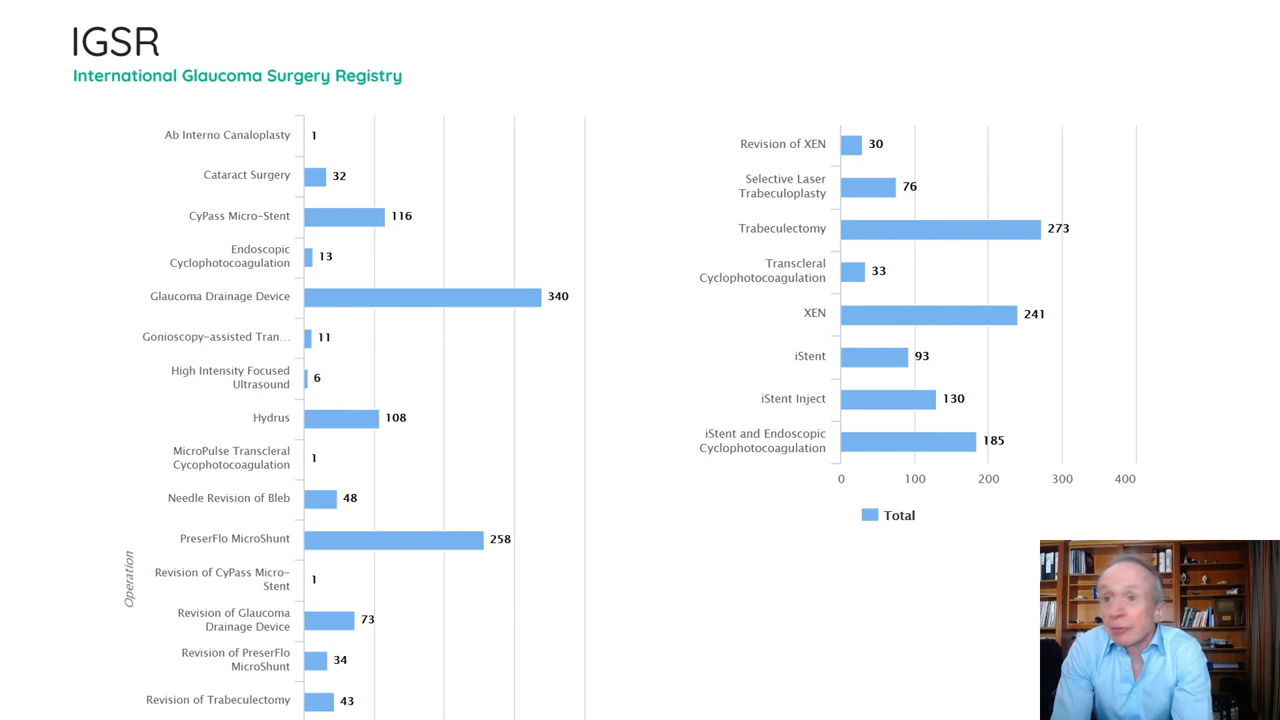 IGSR
International Glaucoma Surgery Registry
Ab Interno Canaloplasty 1
Cataract Surgery 32
CyPass Micro-Stent 116
Endoscopic
Cyclophotocoagulation 13
Glaucoma Drainage Device 340
Gonioscopy-assisted Tran... 11
High Intensity Focused
Ultrasound 6
Hydrus 108
MicroPulse Transcleral
Cycophotocoagulation 1
Needle Revision of Bleb 48
PreserFlo MicroShunt 258
Operation
Revision of CyPass Micro-
Stent 1
Revision of Glaucoma
Drainage Device 73
Revision of PreserFlo
MicroShunt 34
Revision of Trabeculectomy 43
Revision of XEN 30
Selective Laser
Trabeculoplasty 76
Trabeculectomy 273
Transcleral
Cyclophotocoagulation 33
XEN 241
iStent 93
iStent Inject 130
iStent and Endoscopic
Cyclophotocoagulation 185
0 100 200 300 400
Total